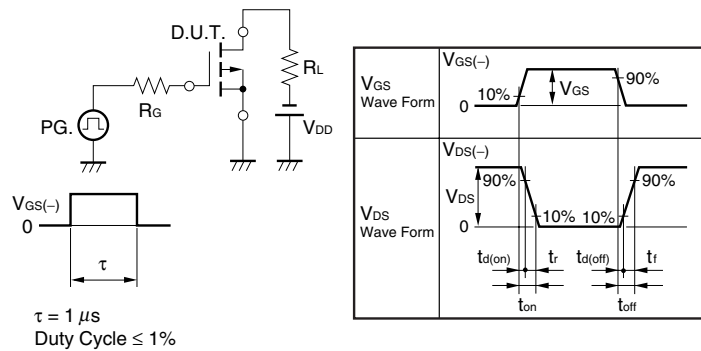 D.U.T.
RL
RG
PG.
VDD
VGS(−)
0
τ
τ = 1 μs
Duty Cycle ≤ 1%
VGS
Wave Form
VGS(−)
10%
VGS
90%
0
VDS
Wave Form
VDS(−)
90%
VDS
10%
10%
90%
0
td(on)
tr
td(off)
tf
ton
toff